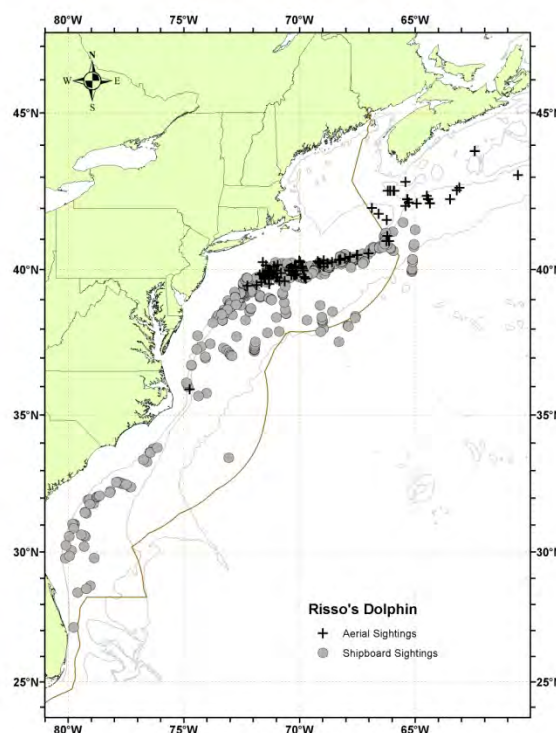 80°W 75°W 70°W 65°W
N
W E
S
45°N 45°N
40°N 40°N
35°N 35°N
30°N 30°N
25°N 25°N
Risso's Dolphin
Aerial Sightings
Shipboard Sightings
80°W 75°W 70°W 65°W